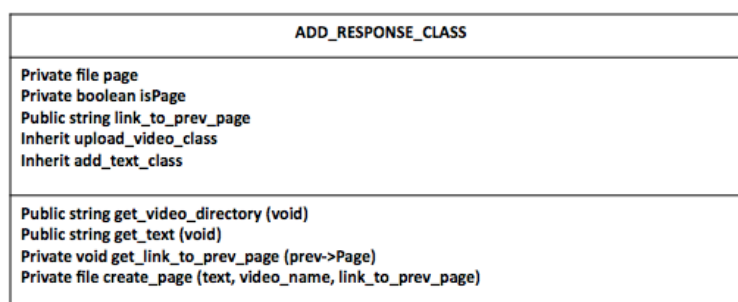 ADD_RESPONSE_CLASS
Private file page
Private boolean isPage
Public string link_to_prev_page
Inherit upload_video_class
Inherit add_text_class
Public string get_video_directory (void)
Public string get_text (void)
Private void get_link_to_prev_page (prev->Page)
Private file create_page (text, video_name, link_to_prev_page)